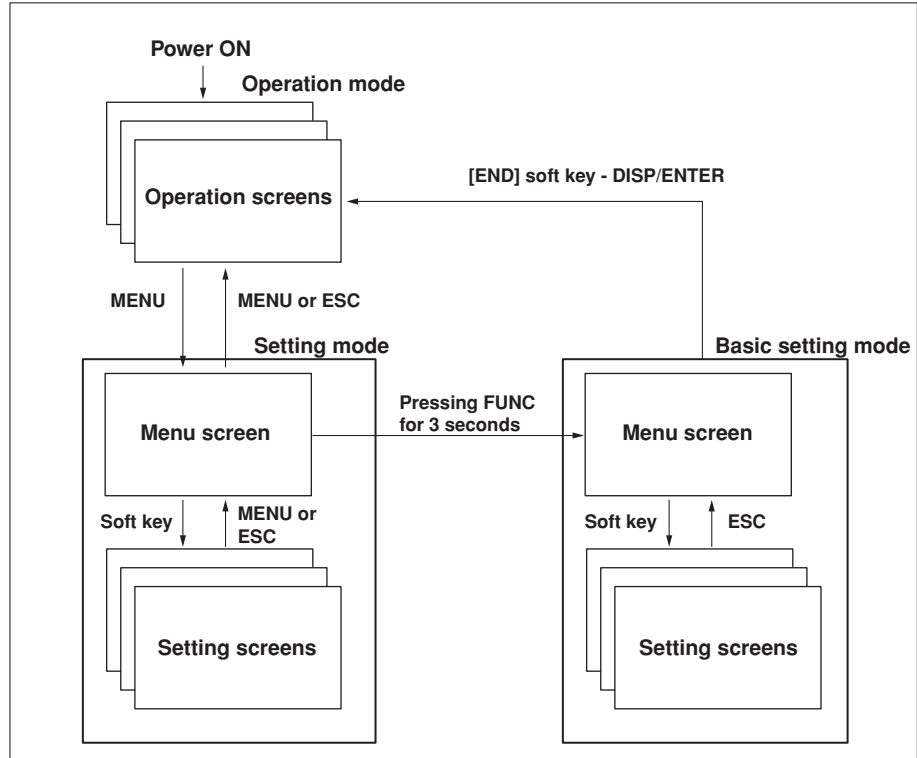 Power ON
Operation mode
Operation screens
[END] soft key - DISP/ENTER
MENU
MENU or ESC
Setting mode
Basic setting mode
Menu screen
Pressing FUNC
for 3 seconds
Menu screen
Soft key
MENU or
ESC
Soft key
ESC
Setting screens
Setting screens